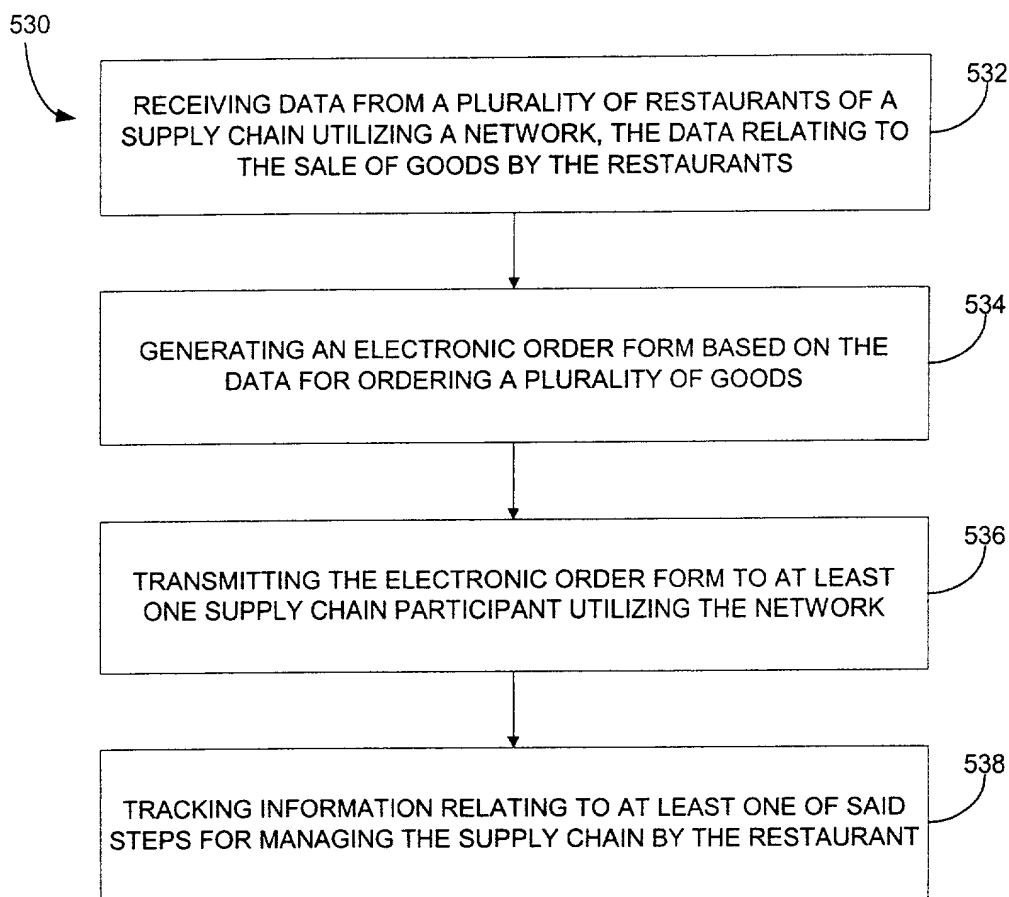 530
532
RECEIVING DATA FROM A PLURALITY OF RESTAURANTS OF A
SUPPLY CHAIN UTILIZING A NETWORK, THE DATA RELATING TO
THE SALE OF GOODS BY THE RESTAURANTS
534
GENERATING AN ELECTRONIC ORDER FORM BASED ON THE
DATA FOR ORDERING A PLURALITY OF GOODS
536
TRANSMITTING THE ELECTRONIC ORDER FORM TO AT LEAST
ONE SUPPLY CHAIN PARTICIPANT UTILIZING THE NETWORK
538
TRACKING INFORMATION RELATING TO AT LEAST ONE OF SAID
STEPS FOR MANAGING THE SUPPLY CHAIN BY THE RESTAURANT